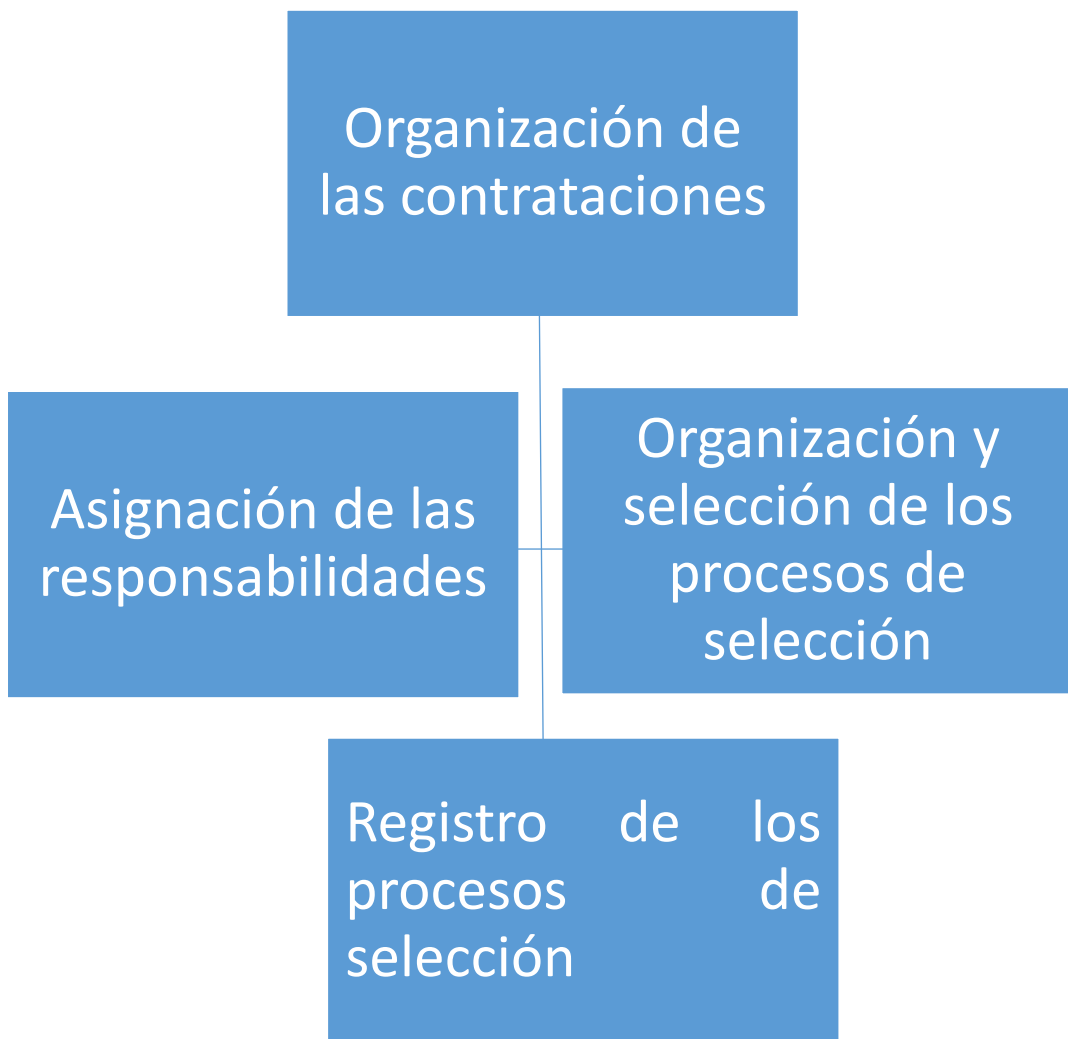 Organización de
las contrataciones
Asignación de las
responsabilidades
Organización y
selección de los
procesos de
selección
Registro de los
procesos de
selección